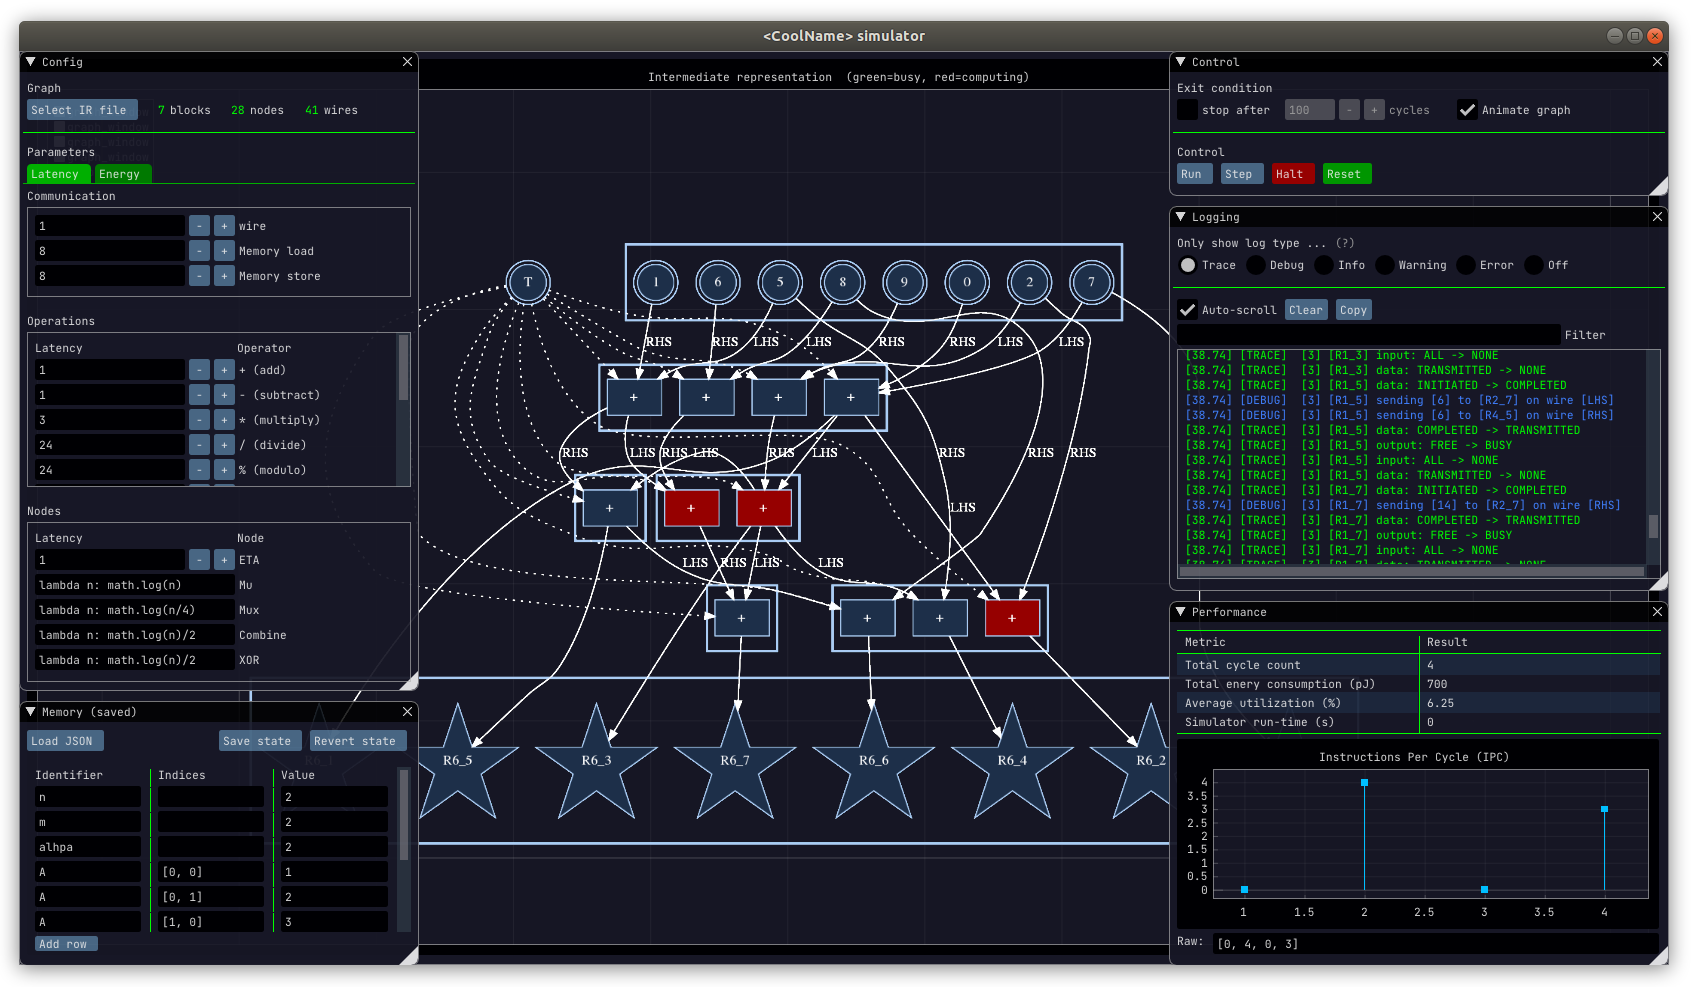 <CoolName> simulator
Config
Graph
Select IR file 7 blocks 28 nodes 41 wires
Parameters
Latency Energy
Communication
1 - + wire
8 - + Memory load
8 - + Memory store
Operations
Latency Operator
1 - + + (add)
1 - + - (subtract)
3 - + * (multiply)
24 - + / (divide)
24 - + % (modulo)
Nodes
Latency Node
1 - + ETA
lambda n: math.log(n) Mu
lambda n: math.log(n/4) Mux
lambda n: math.log(n)/2 Combine
lambda n: math.log(n)/2 XOR
Memory (saved)
Load JSON Save state Revert state
Identifier Indices Value
n 2
m 2
alhpa 2
A [0, 0] 1
A [0, 1] 2
A [1, 0] 3
Add row
Intermediate representation (green=busy, red=computing)
T 1 6 5 8 9 0 2 7
RHS RHS LHS LHS RHS RHS LHS LHS
+ + + +
RHS LHS RHS LHS RHS LHS RHS RHS RHS
+ + +
LHS
LHS RHS LHS LHS
+ + + +
R6_1 R6_5 R6_3 R6_7 R6_6 R6_4 R6_2
Control
Exit condition
stop after 100 - + cycles Animate graph
Control
Run Step Halt Reset
Logging
Only show log type ... (?)
Trace Debug Info Warning Error Off
Auto-scroll Clear Copy
Filter
[38.74] [TRACE] [3] [R1_3] input: ALL -> NONE
[38.74] [TRACE] [3] [R1_3] data: TRANSMITTED -> NONE
[38.74] [TRACE] [3] [R1_5] data: INITIATED -> COMPLETED
[38.74] [DEBUG] [3] [R1_5] sending [6] to [R2_7] on wire [LHS]
[38.74] [DEBUG] [3] [R1_5] sending [6] to [R4_5] on wire [RHS]
[38.74] [TRACE] [3] [R1_5] data: COMPLETED -> TRANSMITTED
[38.74] [TRACE] [3] [R1_5] output: FREE -> BUSY
[38.74] [TRACE] [3] [R1_5] input: ALL -> NONE
[38.74] [TRACE] [3] [R1_5] data: TRANSMITTED -> NONE
[38.74] [TRACE] [3] [R1_7] data: INITIATED -> COMPLETED
[38.74] [DEBUG] [3] [R1_7] sending [14] to [R2_7] on wire [RHS]
[38.74] [TRACE] [3] [R1_7] data: COMPLETED -> TRANSMITTED
[38.74] [TRACE] [3] [R1_7] output: FREE -> BUSY
[38.74] [TRACE] [3] [R1_7] input: ALL -> NONE
[38.74] [TRACE] [3] [R1_7] data: TRANSMITTED -> NONE
Performance
Metric Result
Total cycle count 4
Total enery consumption (pJ) 700
Average utilization (%) 6.25
Simulator run-time (s) 0
Instructions Per Cycle (IPC)
4
3.5
3
2.5
2
1.5
1
0.5
0
1 1.5 2 2.5 3 3.5 4
Raw: [0, 4, 0, 3]